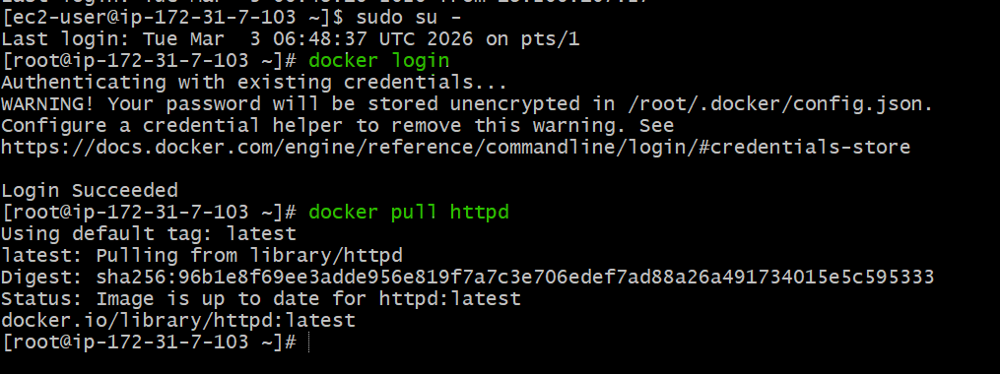 [ec2-user@ip-172-31-7-103 ~]$ sudo su -
Last login: Tue Mar  3 06:48:37 UTC 2026 on pts/1
[root@ip-172-31-7-103 ~]# docker login
Authenticating with existing credentials...
WARNING! Your password will be stored unencrypted in /root/.docker/config.json.
Configure a credential helper to remove this warning. See
https://docs.docker.com/engine/reference/commandline/login/#credentials-store
Login Succeeded
[root@ip-172-31-7-103 ~]# docker pull httpd
Using default tag: latest
latest: Pulling from library/httpd
Digest: sha256:96b1e8f69ee3adde956e819f7a7c3e706edef7ad88a26a491734015e5c595333
Status: Image is up to date for httpd:latest
docker.io/library/httpd:latest
[root@ip-172-31-7-103 ~]#